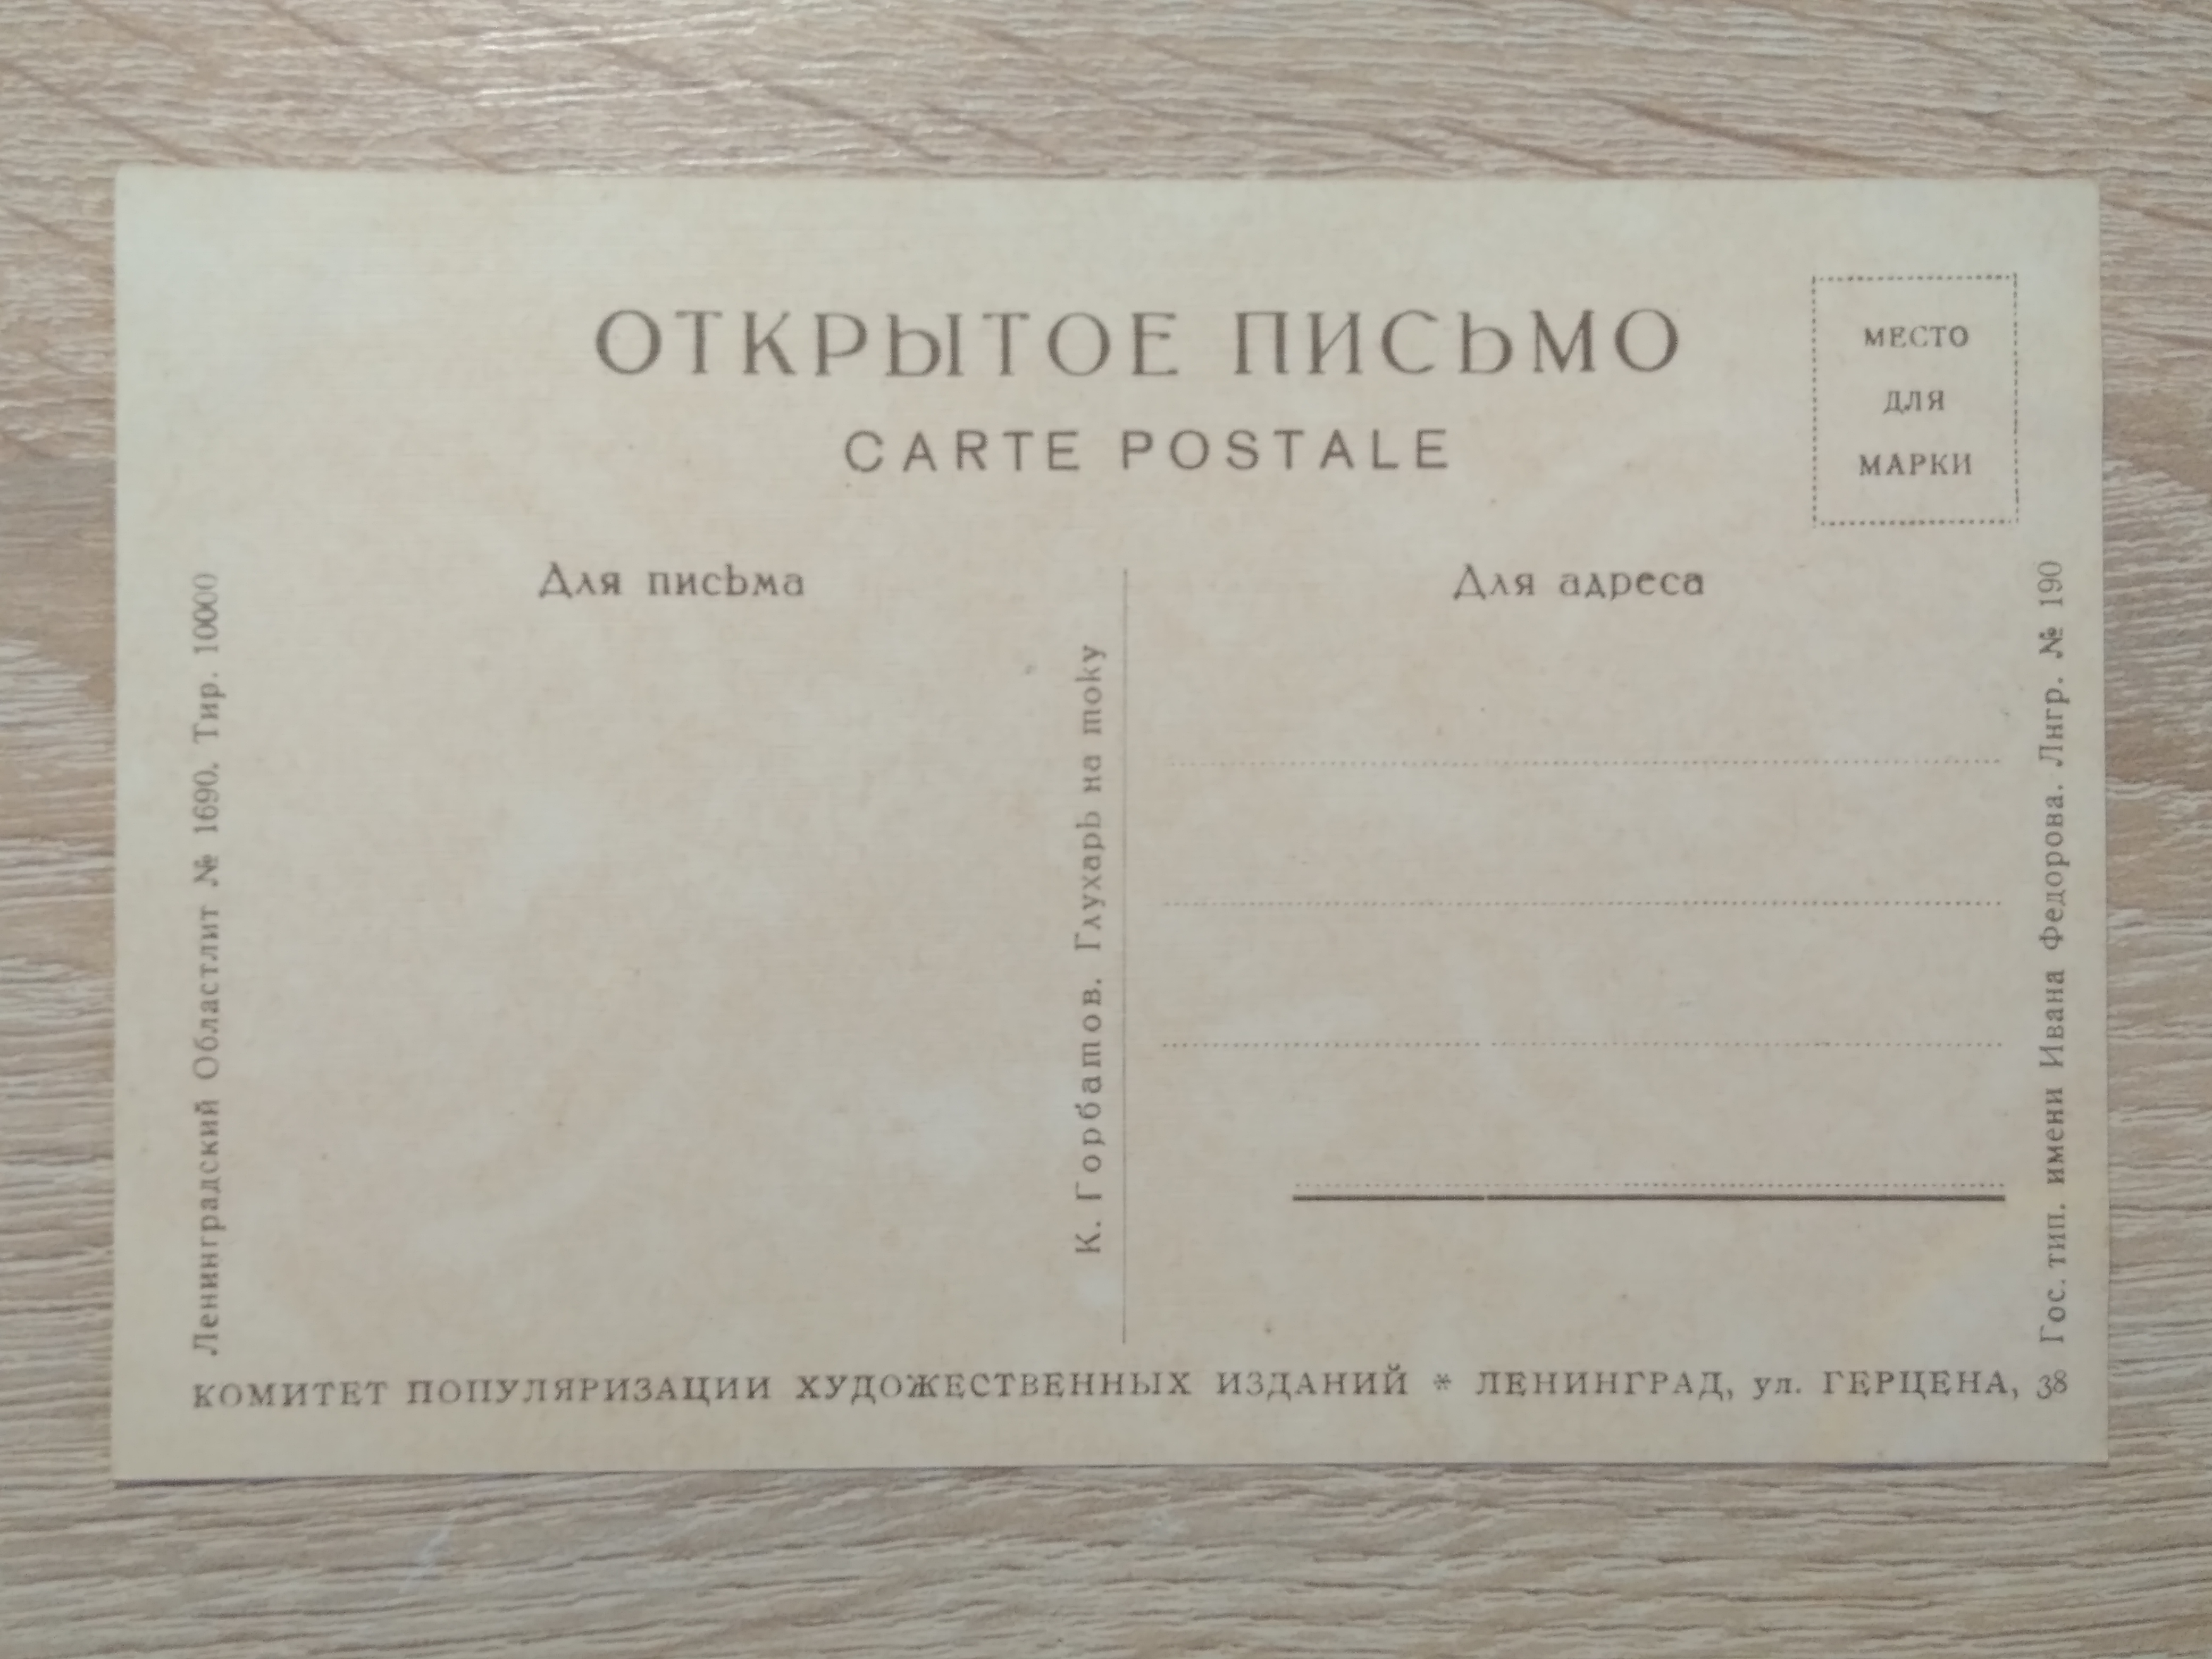 ОТКРЫТОЕ ПИСЬМО
CARTE POSTALE
МЕСТО
ДЛЯ
МАРКИ
Для письма
Для адреса
Ленинградский Областлит № 1690. Тир. 10000
К. Горбатов. Глухарь на току
Гос. тип. имени Ивана Федорова. Лнгр. № 190
КОМИТЕТ ПОПУЛЯРИЗАЦИИ ХУДОЖЕСТВЕННЫХ ИЗДАНИЙ * ЛЕНИНГРАД, ул. ГЕРЦЕНА, 38